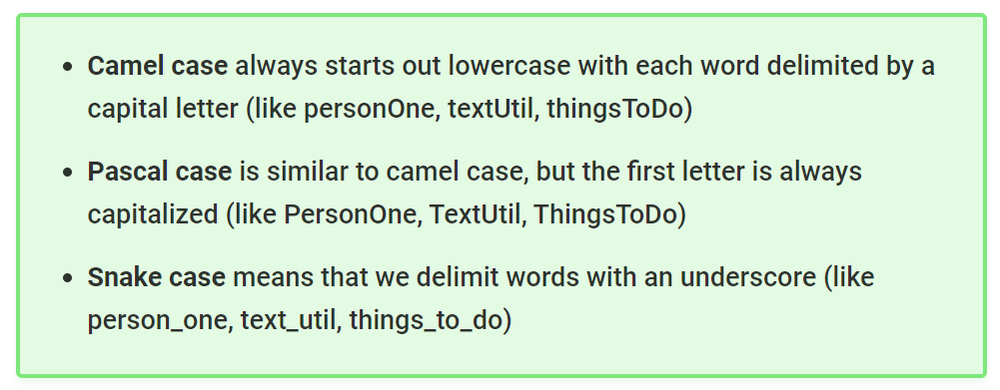 • Camel case always starts out lowercase with each word delimited by a
capital letter (like personOne, textUtil, thingsToDo)
• Pascal case is similar to camel case, but the first letter is always
capitalized (like PersonOne, TextUtil, ThingsToDo)
• Snake case means that we delimit words with an underscore (like
person_one, text_util, things_to_do)